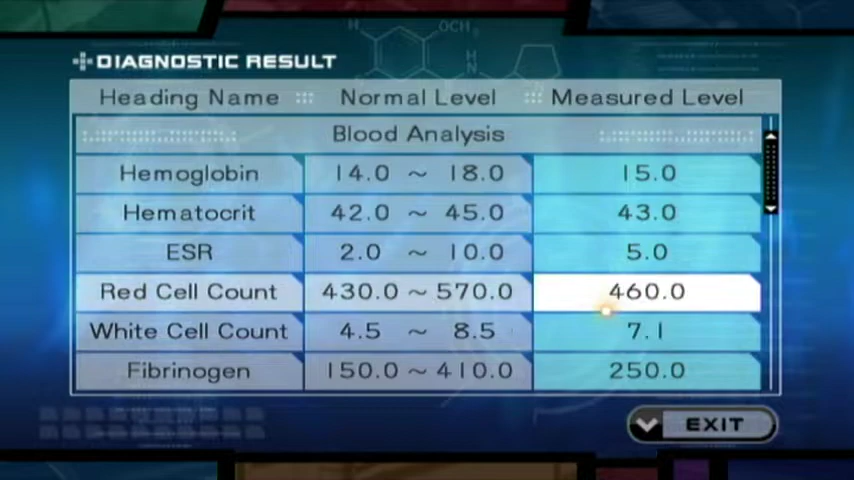 H
OCH3
H
N
DIAGNOSTIC RESULT
Heading Name Normal Level Measured Level
Blood Analysis
Hemoglobin 14.0 ~ 18.0 15.0
Hematocrit 42.0 ~ 45.0 43.0
ESR 2.0 ~ 10.0 5.0
Red Cell Count 430.0 ~ 570.0 460.0
White Cell Count 4.5 ~ 8.5 7.1
Fibrinogen 150.0 ~ 410.0 250.0
EXIT